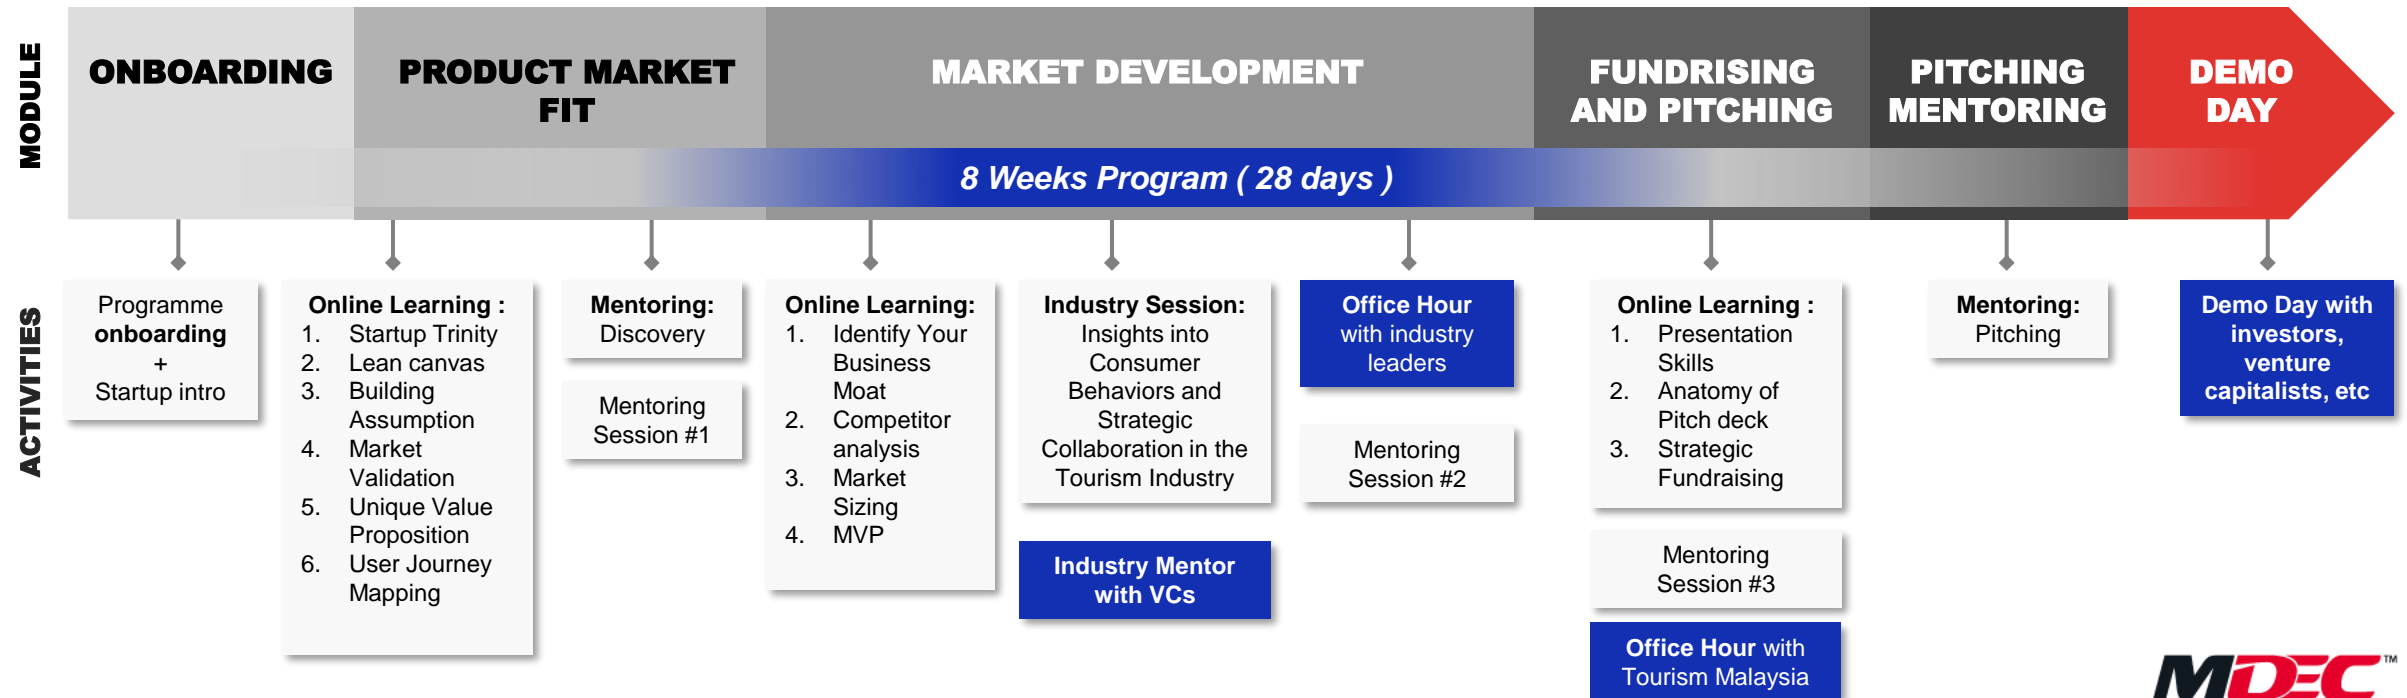 MODULE
ONBOARDING
PRODUCT MARKET
FIT
MARKET DEVELOPMENT
FUNDRISING
AND PITCHING
PITCHING
MENTORING
DEMO
DAY
8 Weeks Program ( 28 days )
ACTIVITIES
Programme
onboarding
+
Startup intro
Online Learning :
1. Startup Trinity
2. Lean canvas
3. Building
Assumption
4. Market
Validation
5. Unique Value
Proposition
6. User Journey
Mapping
Mentoring:
Discovery
Mentoring
Session #1
Online Learning:
1. Identify Your
Business
Moat
2. Competitor
analysis
3. Market
Sizing
4. MVP
Industry Session:
Insights into
Consumer
Behaviors and
Strategic
Collaboration in the
Tourism Industry
Industry Mentor
with VCs
Office Hour
with industry
leaders
Mentoring
Session #2
Online Learning :
1. Presentation
Skills
2. Anatomy of
Pitch deck
3. Strategic
Fundraising
Mentoring
Session #3
Office Hour with
Tourism Malaysia
Mentoring:
Pitching
Demo Day with
investors,
venture
capitalists, etc
MDEC™